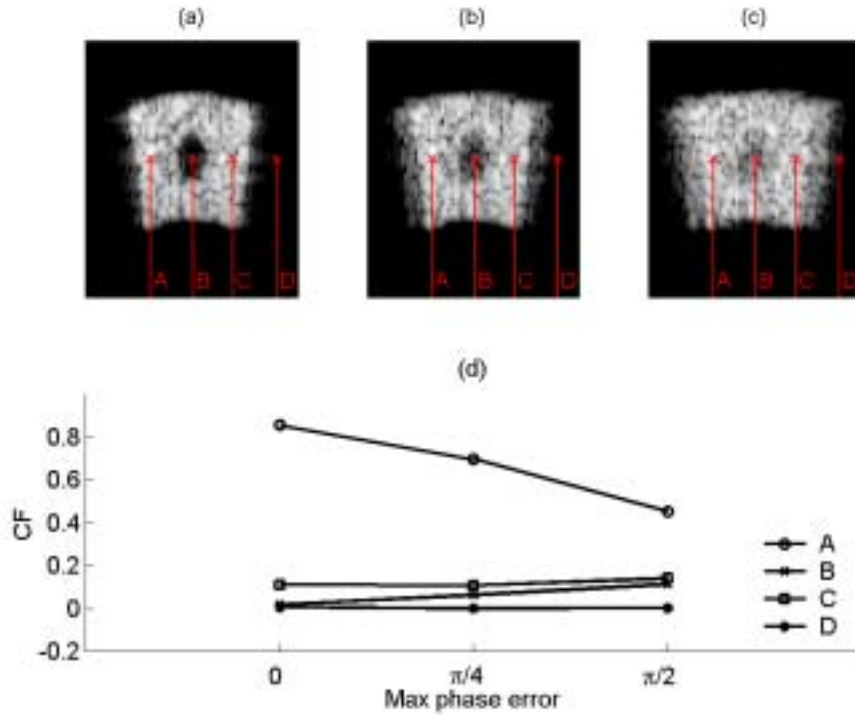 (a) (b) (c)
A B C D A B C D A B C D
(d)
CF
0.8
0.6
0.4
0.2
0
-0.2
0 π/4 π/2
Max phase error
A
B
C
D